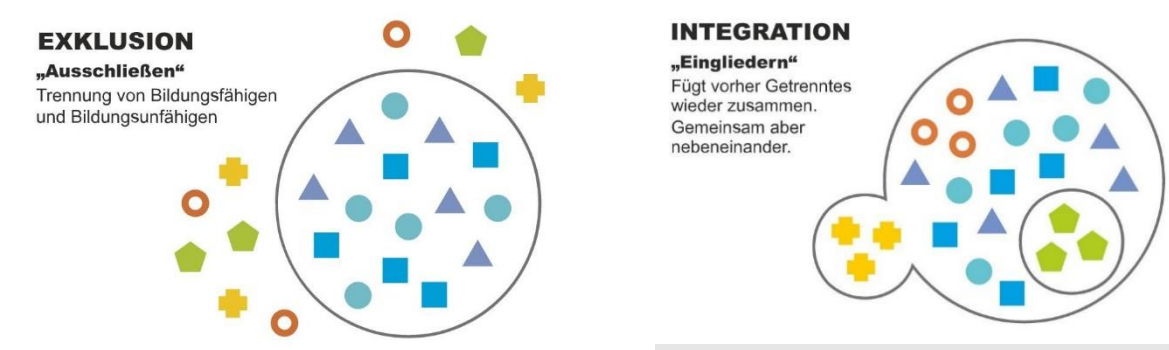 EXKLUSION
„Ausschließen“
Trennung von Bildungsfähigen
und Bildungsunfähigen
INTEGRATION
„Eingliedern“
Fügt vorher Getrenntes
wieder zusammen.
Gemeinsam aber
nebeneinander.